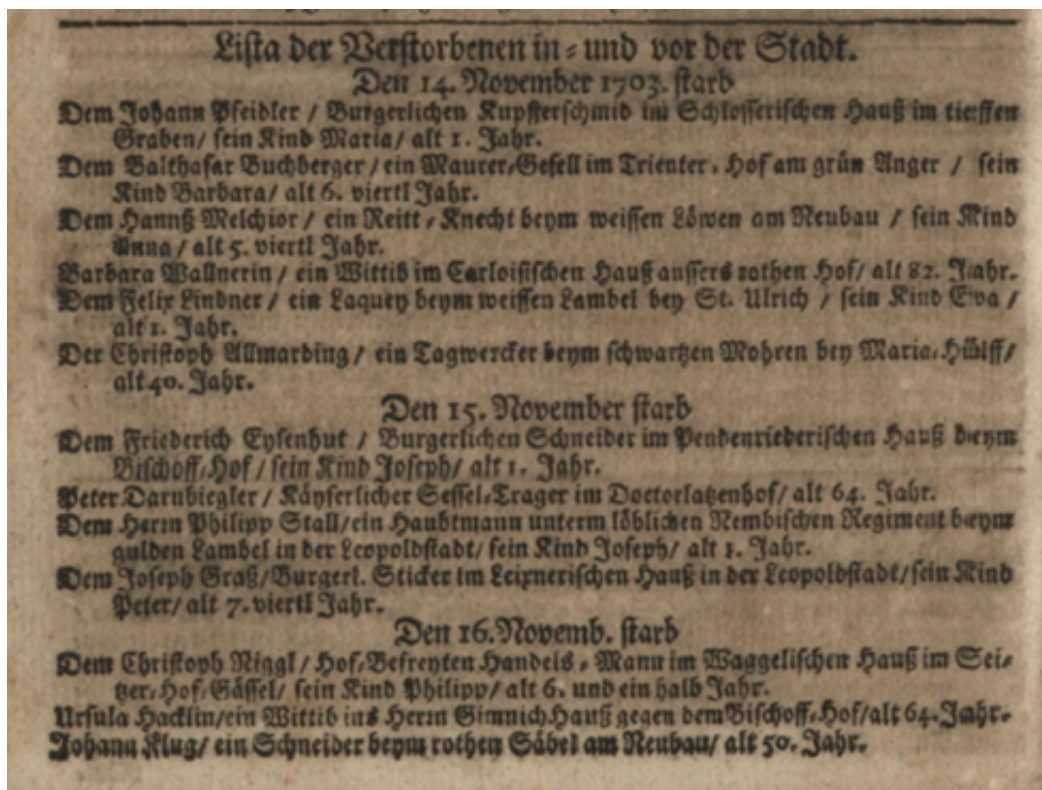 Lista der Verstorbenen in - und vor der Stadt.
Den 14. November 1703. starb
Dem Johann Pfeidler / Burgerlichen Kupfferschmid im Schlosserischen Hauß im tieffen
Graben/ sein Kind Maria/ alt 1. Jahr.
Dem Balthasar Buchberger / ein Maurer-Gesell im Trienter-Hof am grün Anger / sein
Kind Barbara/ alt 6. viertl Jahr.
Dem Hannß Melchior / ein Reitt-Knecht beym weissen Löwen am Neubau / sein Kind
Anna/ alt 5. viertl Jahr.
Barbara Wallnerin / ein Wittib im Carloisischen Hauß aussers rothen Hof/ alt 82. Jahr.
Dem Felix Lindner / ein Laquey beym weissen Lambel bey St. Ulrich / sein Kind Eva /
alt 1. Jahr.
Der Christoph Allmarding / ein Tagwercker beym schwartzen Mohren bey Maria-Hülff/
alt 40. Jahr.
Den 15. November starb
Dem Friederich Eysenhut / Burgerlichen Schneider im Pendenriederischen Hauß beym
Bischoff-Hof / sein Kind Joseph/ alt 1. Jahr.
Peter Darnbiegler / Käyserlicher Sessel-Trager im Doctorlatzenhof/ alt 64. Jahr.
Dem Herrn Philipp Stall/ein Haubtmann unterm löblichen Nembischen Regiment beym
gulden Lambel in der Leopoldstadt/ sein Kind Joseph/ alt 1. Jahr.
Dem Joseph Graß/Burgerl. Sticker im Leixnerischen Hauß in der Leopoldstadt/sein Kind
Peter/ alt 7. viertl Jahr.
Den 16. Novemb. starb
Dem Christoph Niggl / Hof-Befreyten Handels-Mann im Waggelischen Hauß im Sei-
tzer-Hof-Gässel/ sein Kind Philipp/ alt 6. und ein halb Jahr.
Ursula Hacklin/ein Wittib ins Herrn Gimnich Hauß gegen dem Bischoff-Hof/alt 64. Jahr.
Johann Klug/ ein Schneider beym rothen Säbel am Neubau/ alt 50. Jahr.